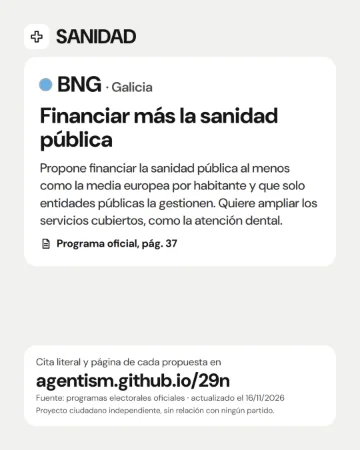 SANIDAD
BNG · Galicia
Financiar más la sanidad
pública
Propone financiar la sanidad pública al menos
como la media europea por habitante y que solo
entidades públicas la gestionen. Quiere ampliar los
servicios cubiertos, como la atención dental.
Programa oficial, pág. 37
Cita literal y página de cada propuesta en
agentism.github.io/29n
Fuente: programas electorales oficiales · actualizado el 16/11/2026
Proyecto ciudadano independiente, sin relación con ningún partido.